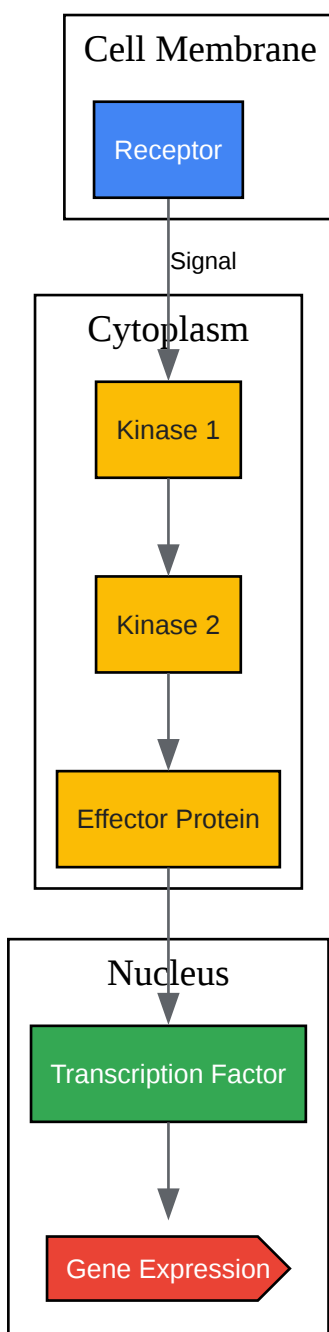 Cell Membrane
Receptor
Signal
Cytoplasm
Kinase 1
Kinase 2
Effector Protein
Nucleus
Transcription Factor
Gene Expression